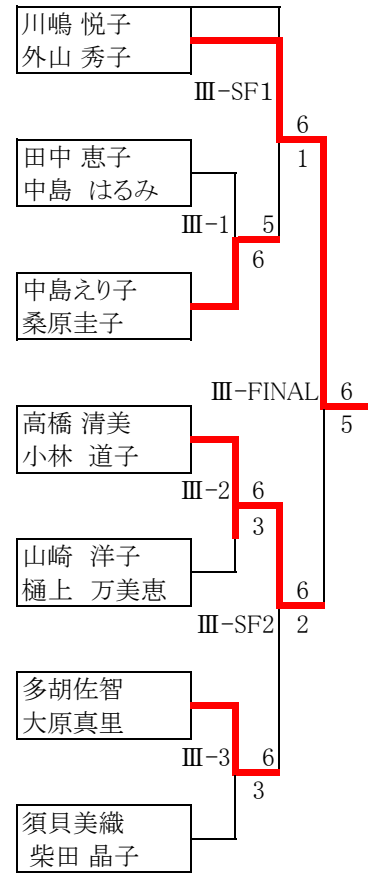 川嶋 悦子
外山 秀子
Ⅲ-SF1
6
1
田中 恵子
中島 はるみ
Ⅲ-1
5
6
中島えり子
桑原圭子
Ⅲ-FINAL
6
5
高橋 清美
小林 道子
Ⅲ-2
6
3
山崎 洋子
樋上 万美恵
Ⅲ-SF2
6
2
多胡佐智
大原真里
Ⅲ-3
6
3
須貝美織
柴田 晶子